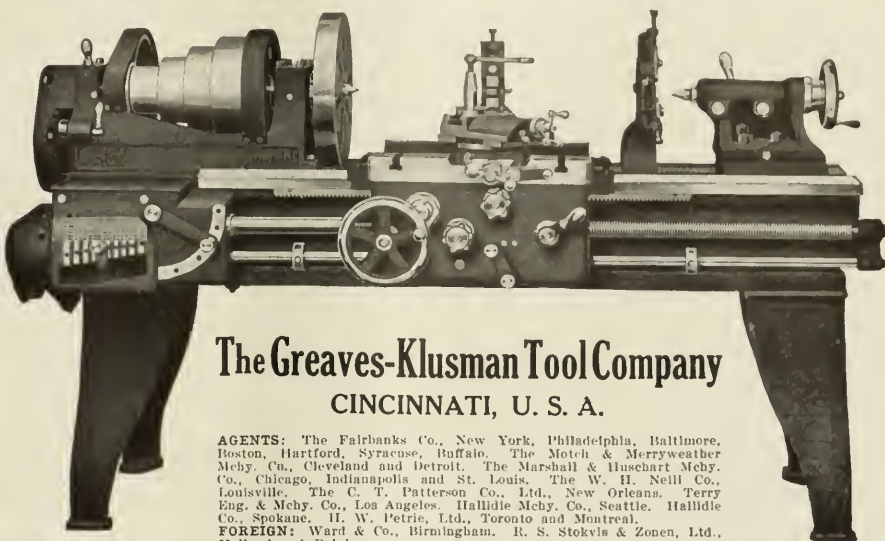 The Greaves-Klusman Tool Company
CINCINNATI, U. S. A.
AGENTS: The Fairbanks Co., New York, Philadelphia, Baltimore,
Boston, Hartford, Syracuse, Buffalo. The Motch & Merryweather
Mchy. Co., Cleveland and Detroit. The Marshall & Huschart Mchy.
Co., Chicago, Indianapolis and St. Louis. The W. H. Neill Co.,
Louisville. The C. T. Patterson Co., Ltd., New Orleans. Terry
Eng. & Mchy. Co., Los Angeles. Hallidie Mchy. Co., Seattle. Hallidie
Co., Spokane. H. W. Petrie, Ltd., Toronto and Montreal.
FOREIGN: Ward & Co., Birmingham. R. S. Stokvis & Zonen, Ltd.,